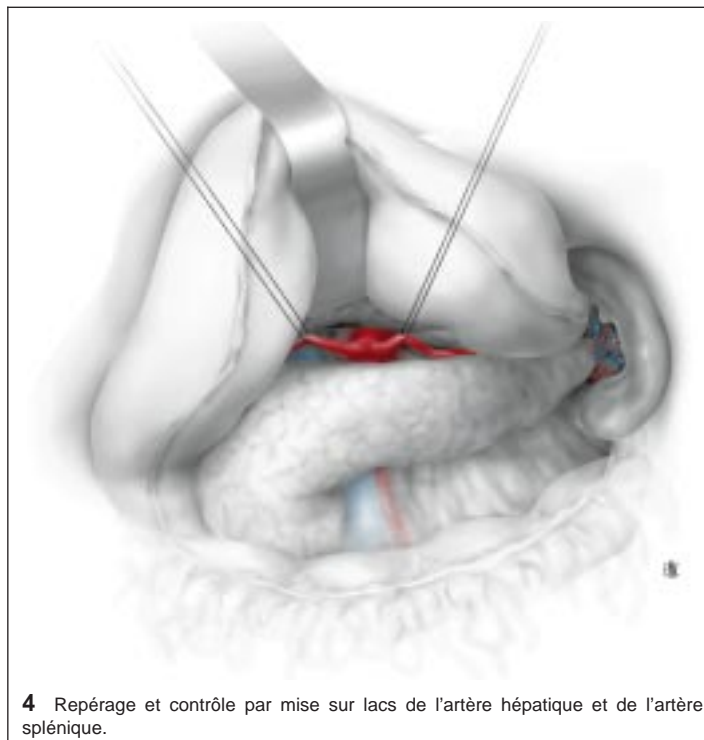 4 Repérage et contrôle par mise sur lacs de l'artère hépatique et de l'artère
splénique.